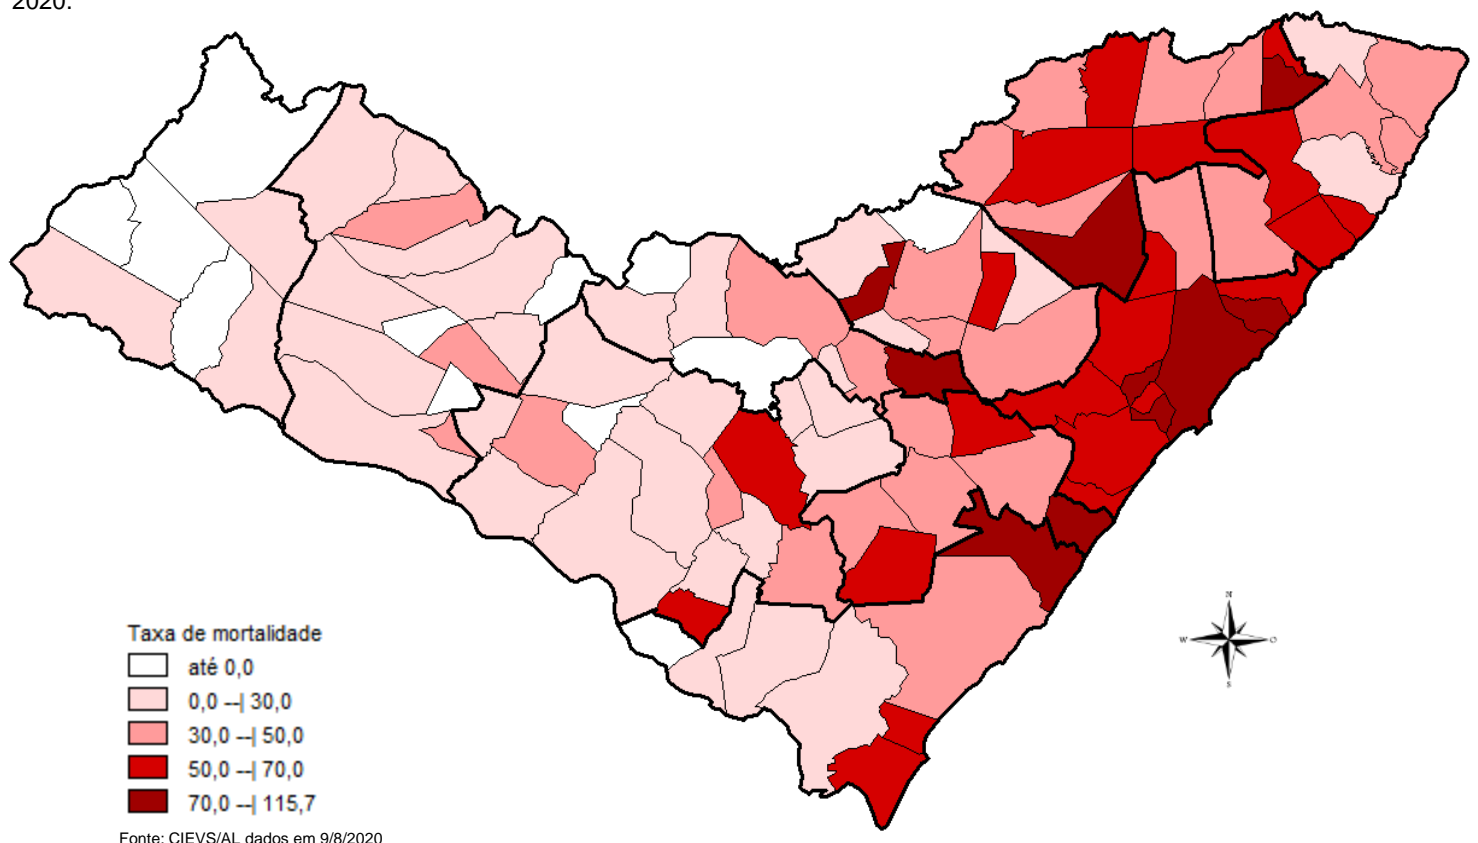 2020.
N
W
O
S
Taxa de mortalidade
até 0,0
0,0 --| 30,0
30,0 --| 50,0
50,0 --| 70,0
70,0 --| 115,7
Fonte: CIEVS/AL dados em 9/8/2020